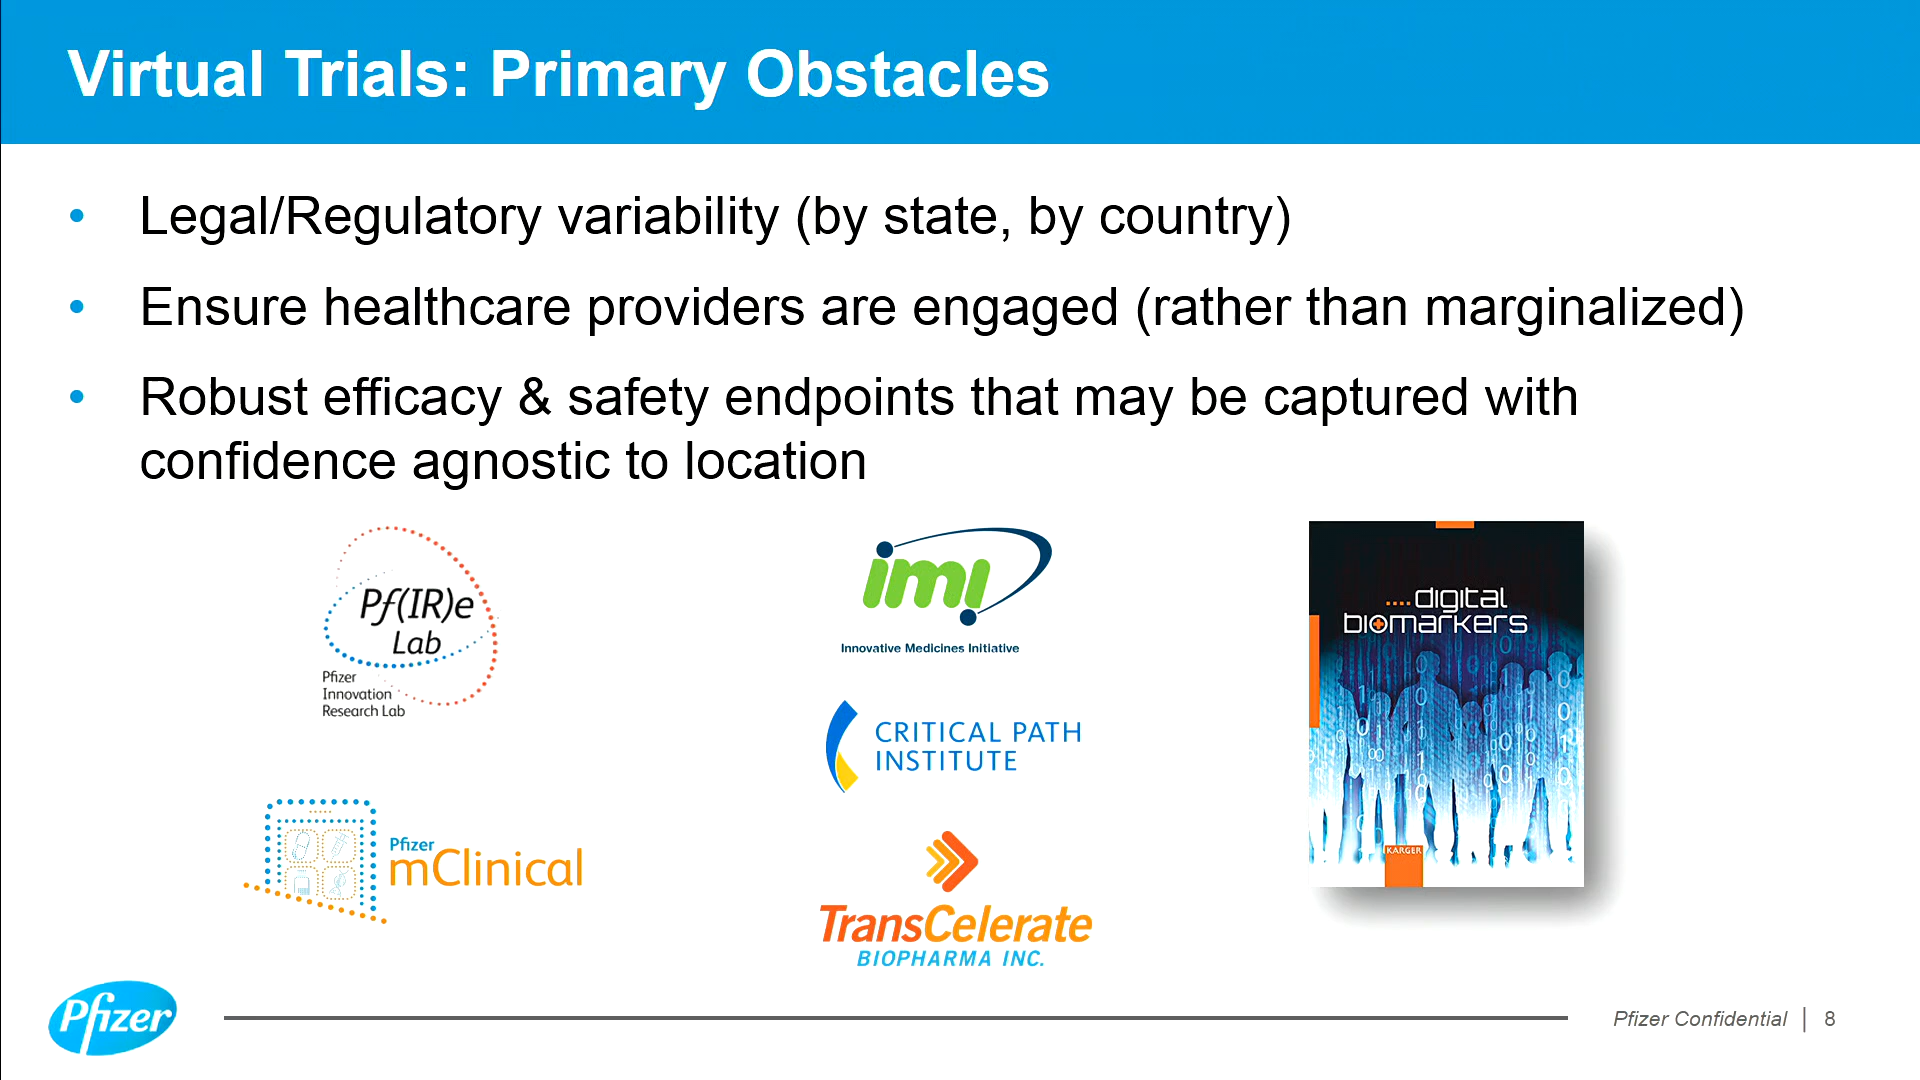 Virtual Trials: Primary Obstacles
• Legal/Regulatory variability (by state, by country)
• Ensure healthcare providers are engaged (rather than marginalized)
• Robust efficacy & safety endpoints that may be captured with
confidence agnostic to location
Pf(IR)e
Lab
Pfizer
Innovation
Research Lab
Pfizer
mClinical
imi
Innovative Medicines Initiative
CRITICAL PATH
INSTITUTE
TransCelerate
BIOPHARMA INC.
....digital
biomarkers
KARGER
Pfizer
Pfizer Confidential | 8